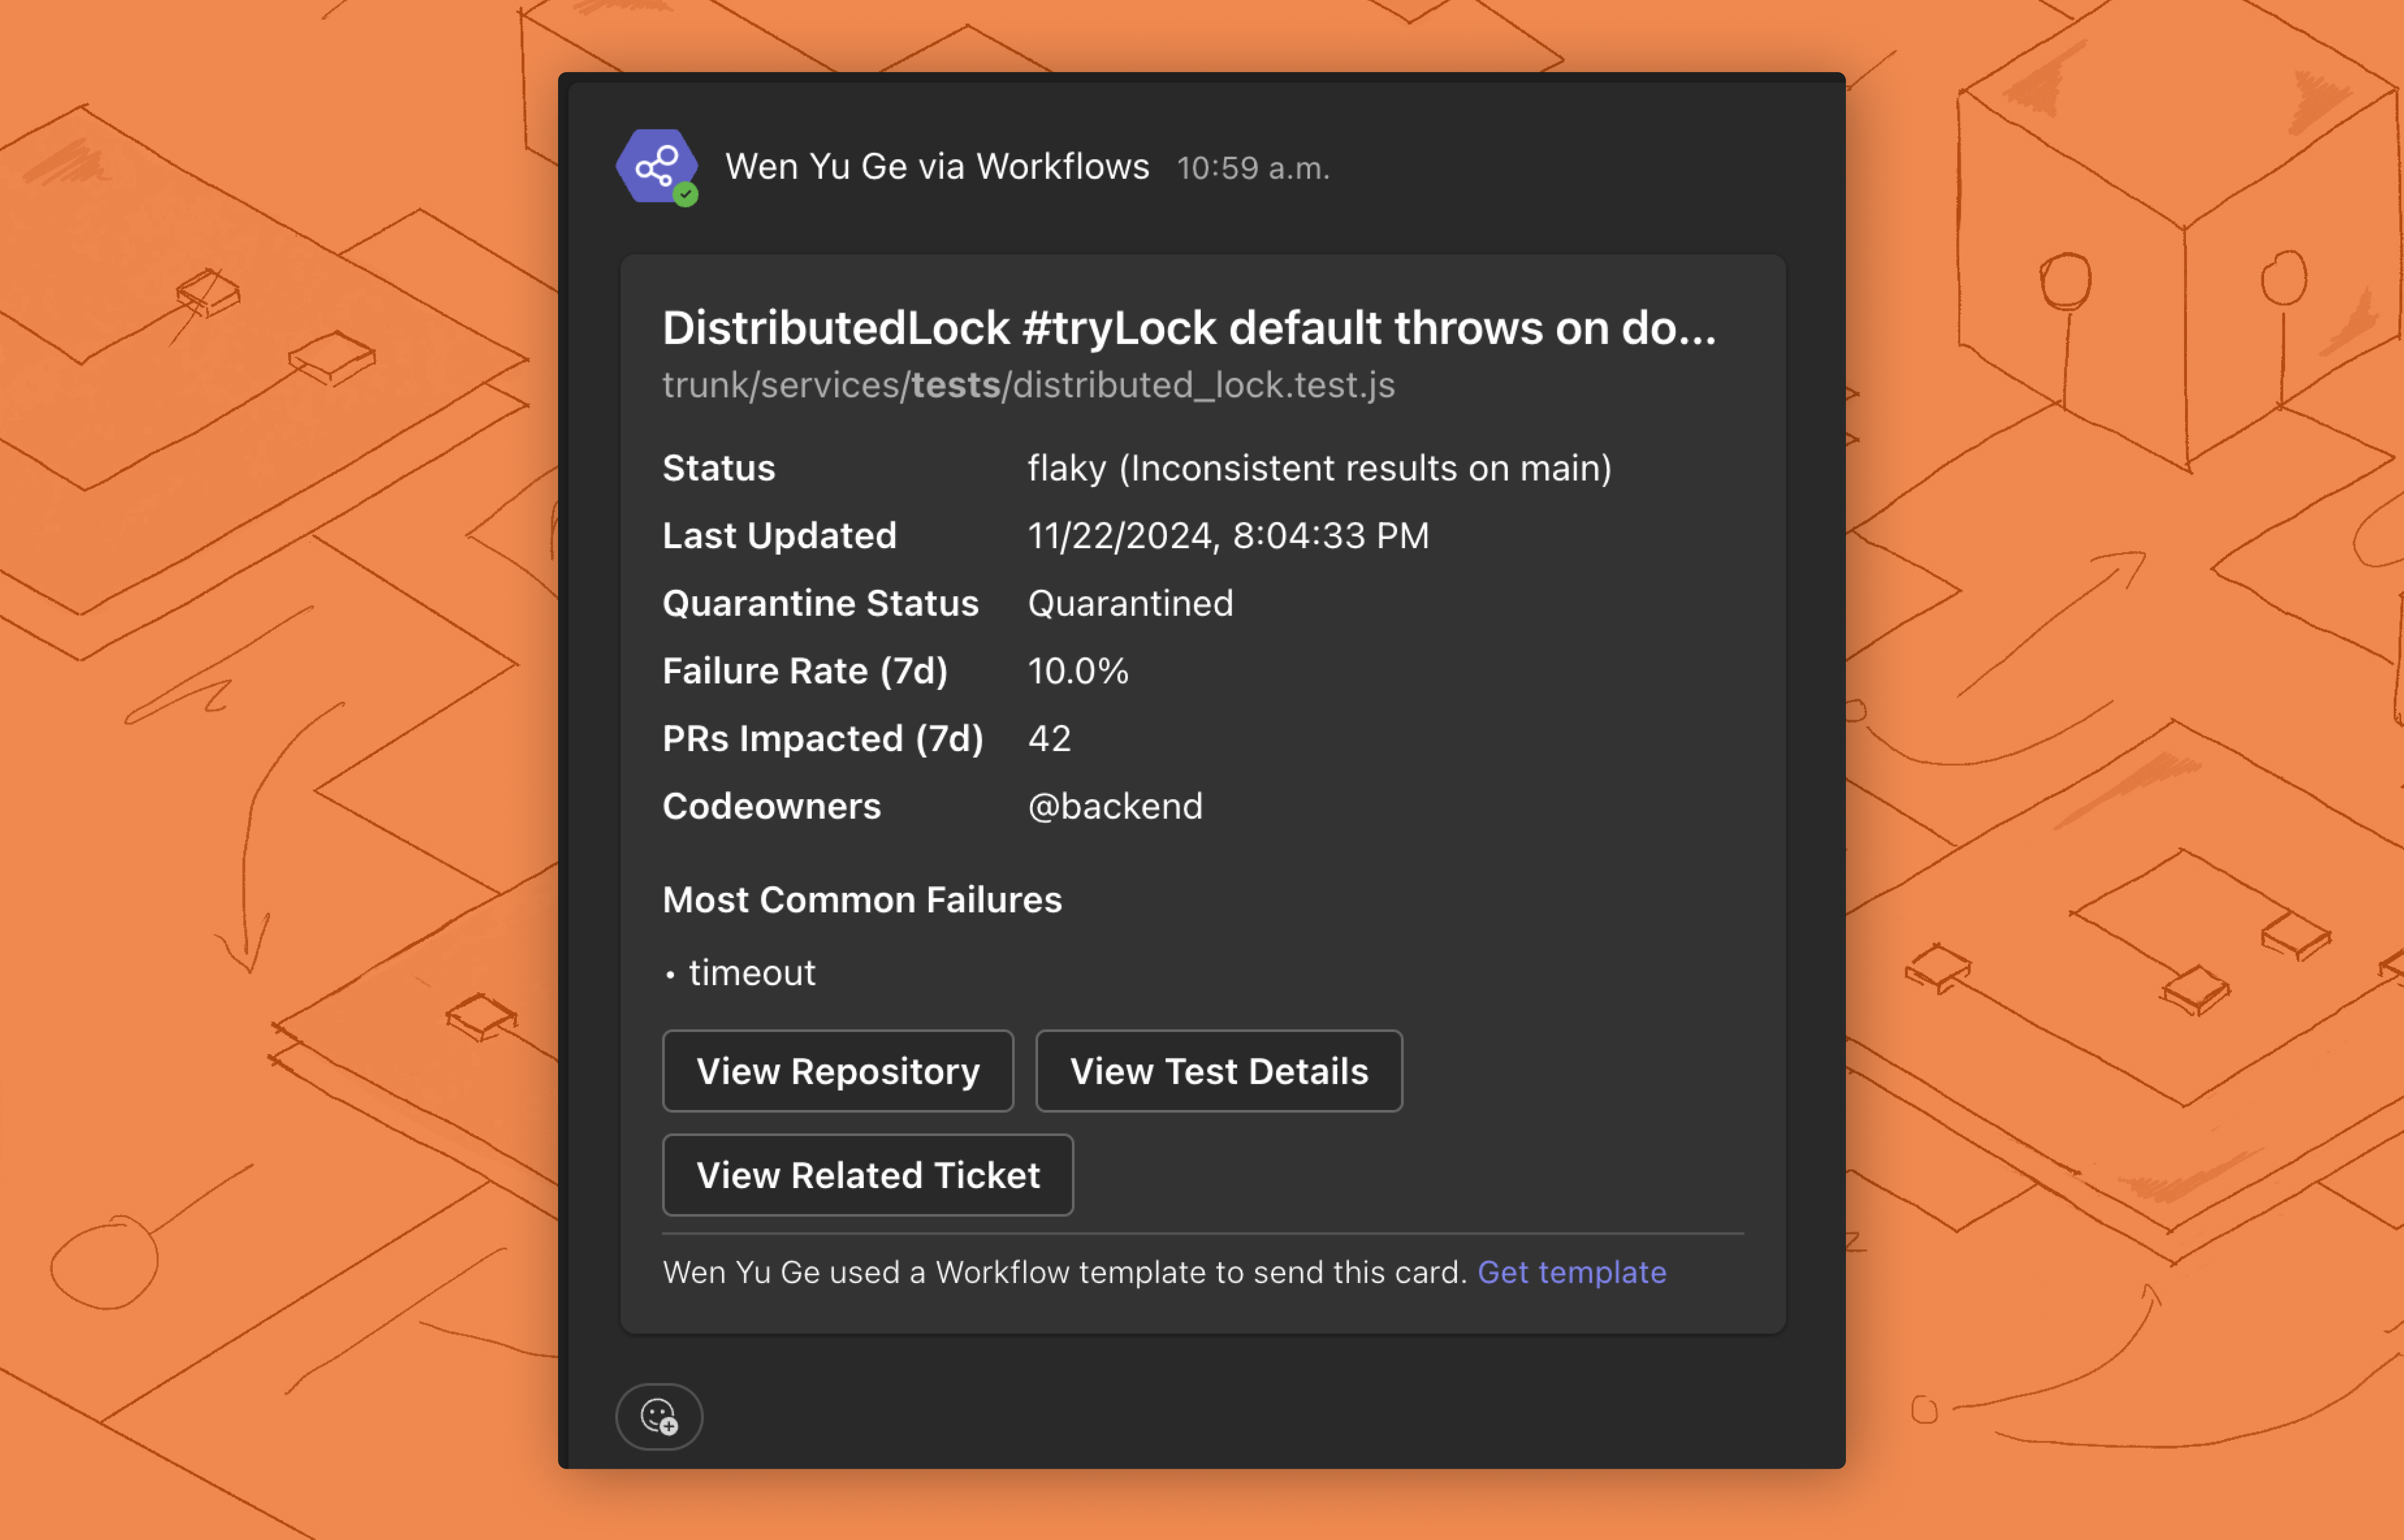 Wen Yu Ge via Workflows 10:59 a.m.
DistributedLock #tryLock default throws on do...
trunk/services/tests/distributed_lock.test.js
Status flaky (Inconsistent results on main)
Last Updated 11/22/2024, 8:04:33 PM
Quarantine Status Quarantined
Failure Rate (7d) 10.0%
PRs Impacted (7d) 42
Codeowners @backend
Most Common Failures
• timeout
View Repository View Test Details
View Related Ticket
Wen Yu Ge used a Workflow template to send this card. Get template